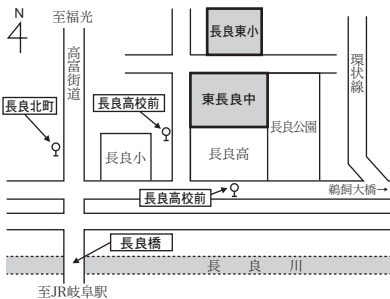 N
至福光
高富街道
長良東小
環状線
長良北町
長良高校前
東長良中
長良公園
長良小
長良高
長良高校前
鵜飼大橋→
長良橋
長良川
至JR岐阜駅